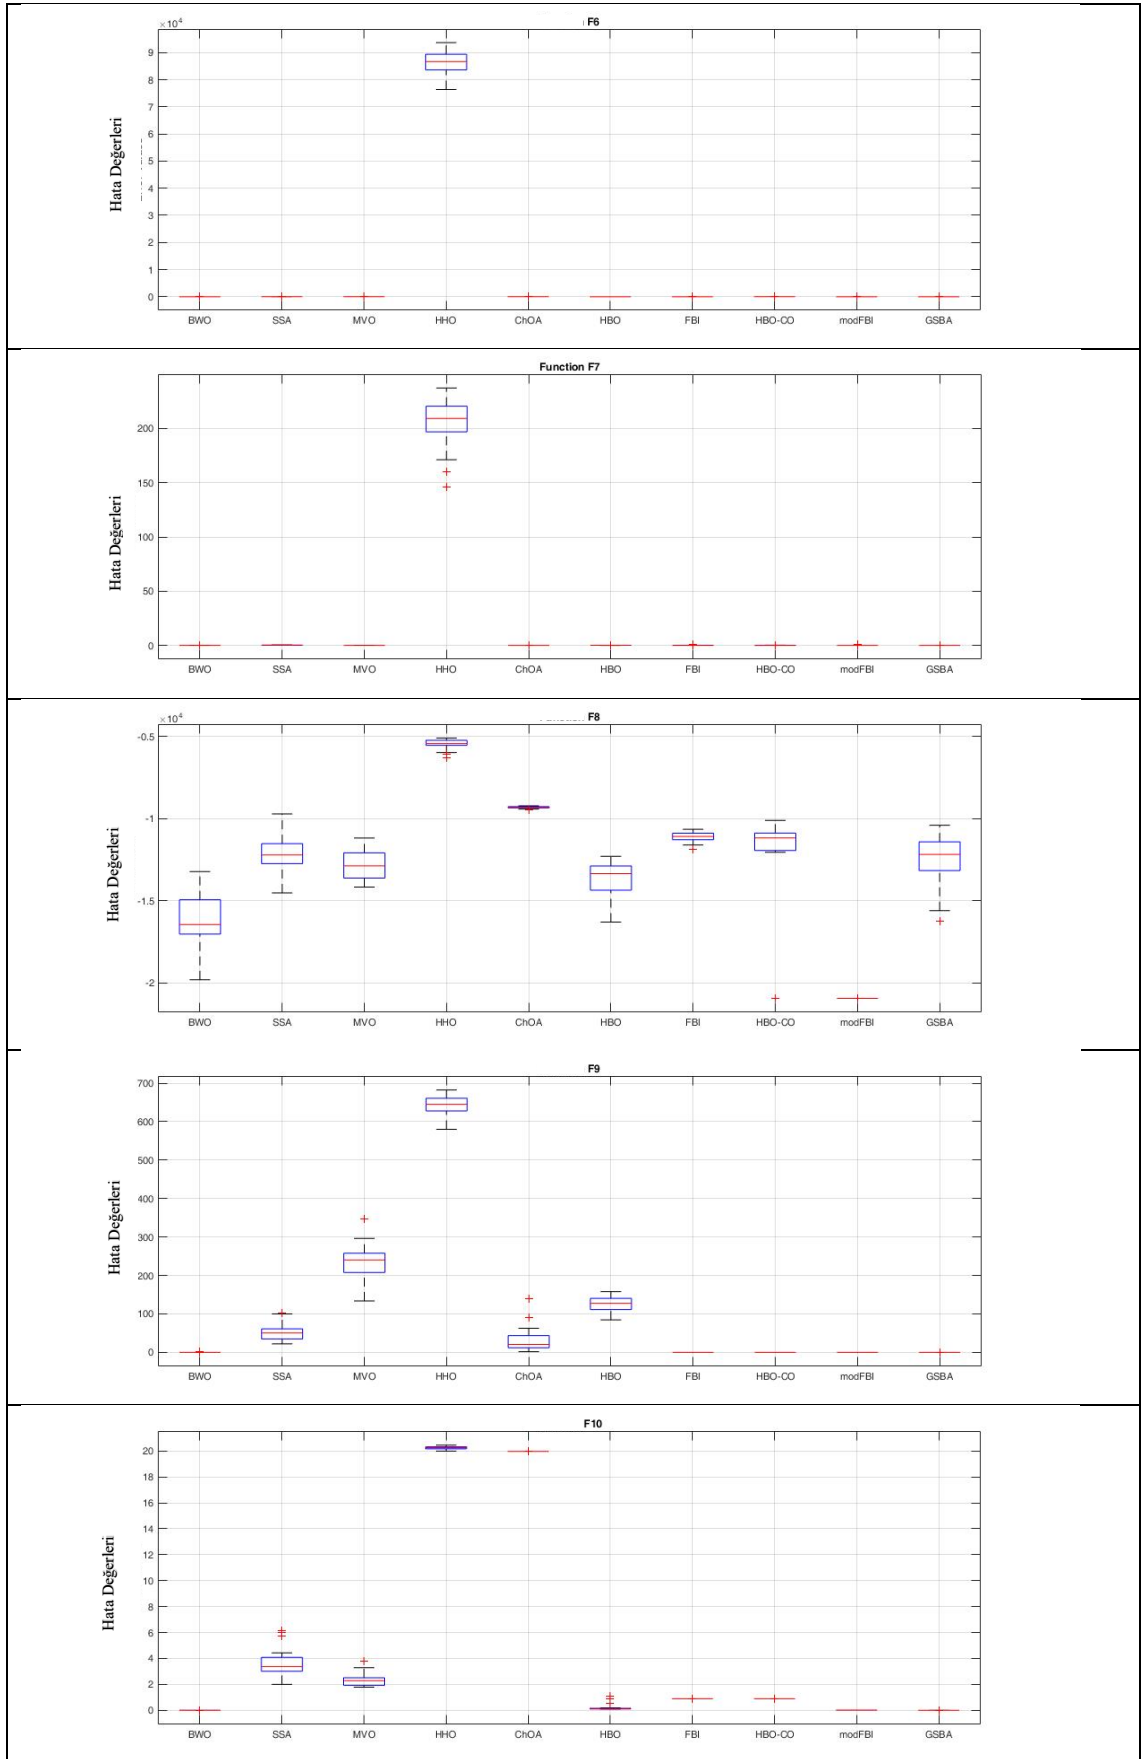 ×10⁴
F6
Hata Değerleri
9
8
7
6
5
4
3
2
1
0
BWO SSA MVO HHO ChOA HBO FBI HBO-CO modFBI GSBA
Function F7
Hata Değerleri
200
150
100
50
0
BWO SSA MVO HHO ChOA HBO FBI HBO-CO modFBI GSBA
×10⁴
F8
Hata Değerleri
-0.5
-1
-1.5
-2
BWO SSA MVO HHO ChOA HBO FBI HBO-CO modFBI GSBA
F9
Hata Değerleri
700
600
500
400
300
200
100
0
BWO SSA MVO HHO ChOA HBO FBI HBO-CO modFBI GSBA
F10
Hata Değerleri
20
18
16
14
12
10
8
6
4
2
0
BWO SSA MVO HHO ChOA HBO FBI HBO-CO modFBI GSBA